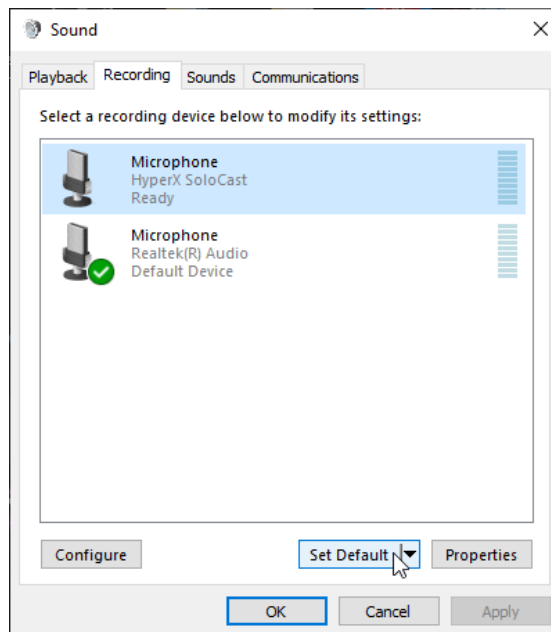 Sound
Playback Recording Sounds Communications
Select a recording device below to modify its settings:
Microphone
HyperX SoloCast
Ready
Microphone
Realtek(R) Audio
Default Device
Configure Set Default Properties
OK Cancel Apply